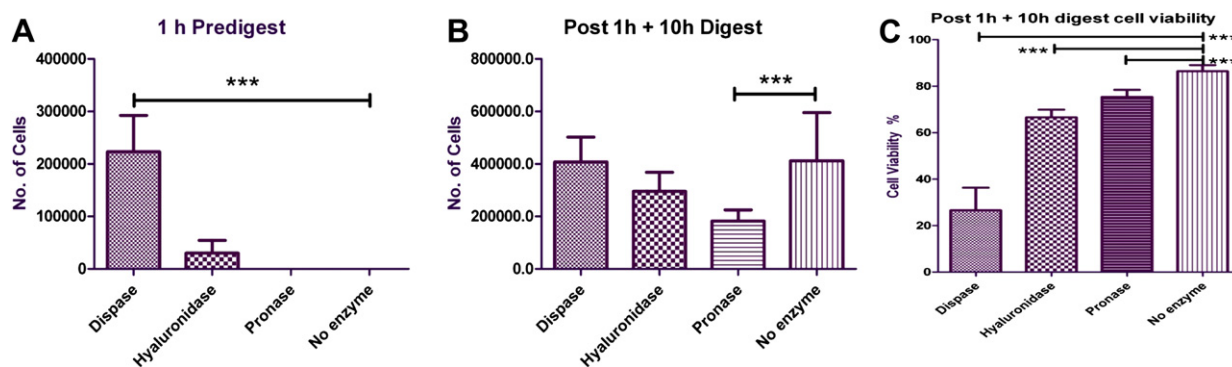 A
1 h Predigest
400000
300000
200000
100000
0
No. of Cells
***
Dispase
Hyaluronidase
Pronase
No enzyme
B
Post 1h + 10h Digest
800000.0
600000.0
400000.0
200000.0
0.0
No. of Cells
***
Dispase
Hyaluronidase
Pronase
No enzyme
C
Post 1h + 10h digest cell viability
100
80
60
40
20
0
Cell Viability %
***
***
***
Dispase
Hyaluronidase
Pronase
No enzyme